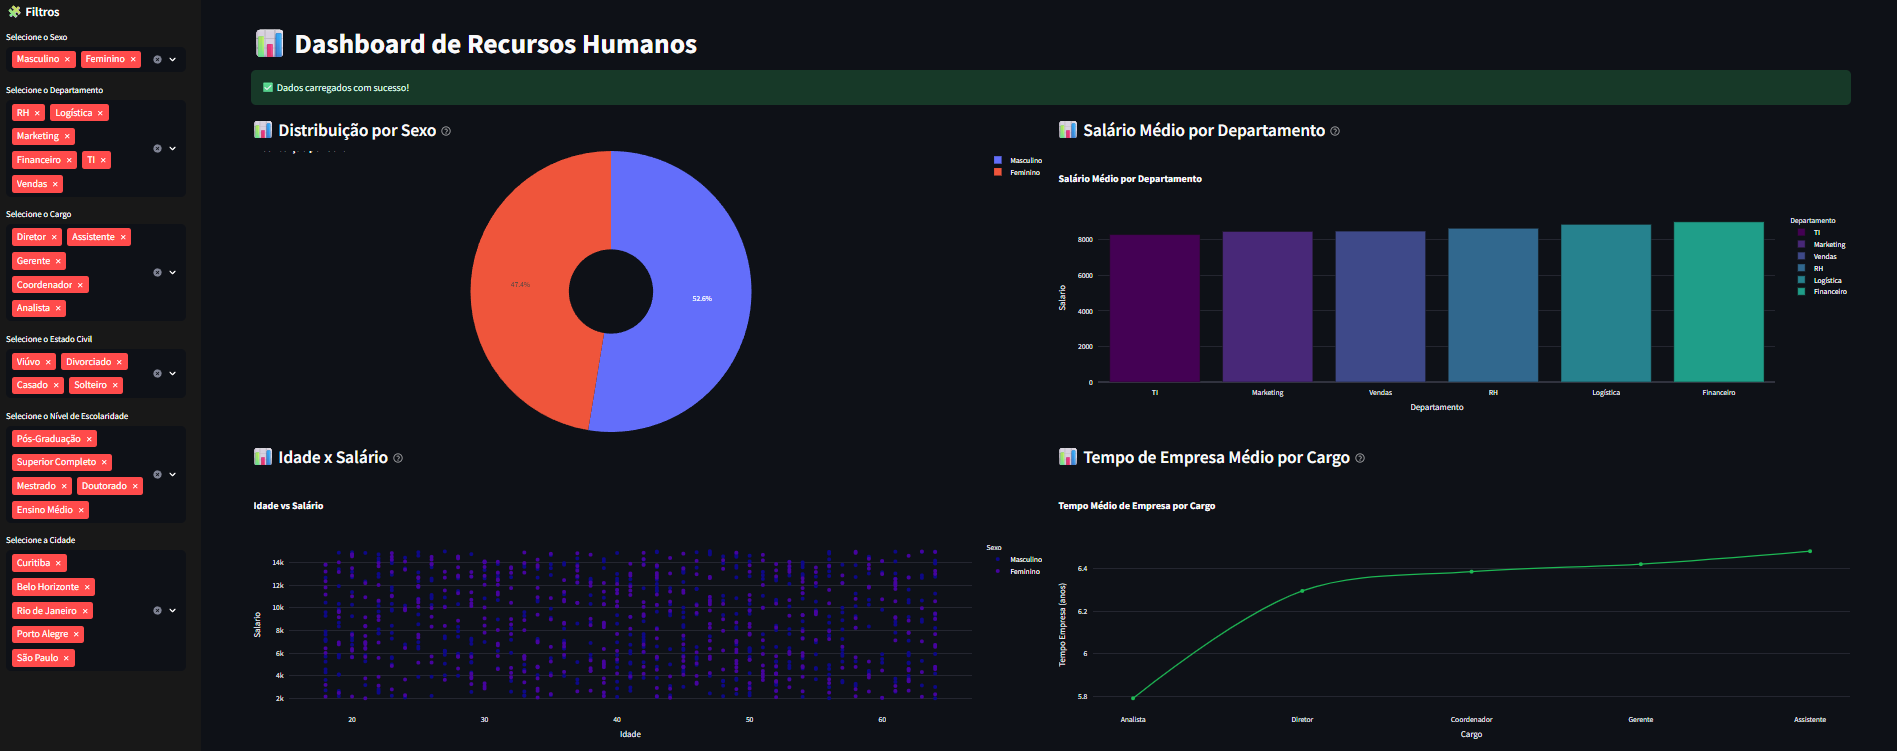 Filtros
Selecione o Sexo
Masculino × Feminino ×
Selecione o Departamento
RH × Logística ×
Marketing ×
Financeiro × TI ×
Vendas ×
Selecione o Cargo
Diretor × Assistente ×
Gerente ×
Coordenador ×
Analista ×
Selecione o Estado Civil
Viúvo × Divorciado ×
Casado × Solteiro ×
Selecione o Nível de Escolaridade
Pós-Graduação ×
Superior Completo ×
Mestrado × Doutorado ×
Ensino Médio ×
Selecione a Cidade
Curitiba ×
Belo Horizonte ×
Rio de Janeiro ×
Porto Alegre ×
São Paulo ×
Dashboard de Recursos Humanos
Dados carregados com sucesso!
Distribuição por Sexo
Masculino
Feminino
47.4%
52.6%
Salário Médio por Departamento
Salário Médio por Departamento
Departamento
TI
Marketing
Vendas
RH
Logística
Financeiro
Salario
8000
6000
4000
2000
0
TI Marketing Vendas RH Logística Financeiro
Departamento
Idade x Salário
Idade vs Salário
Sexo
Masculino
Feminino
Salario
14k
12k
10k
8k
6k
4k
2k
20 30 40 50 60
Idade
Tempo de Empresa Médio por Cargo
Tempo Médio de Empresa por Cargo
Tempo Empresa (anos)
6.4
6.2
6
5.8
Analista Diretor Coordenador Gerente Assistente
Cargo